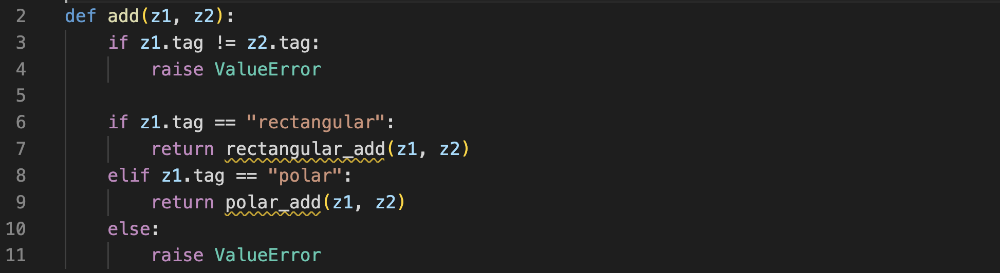 2 def add(z1, z2):
3     if z1.tag != z2.tag:
4         raise ValueError
5
6     if z1.tag == "rectangular":
7         return rectangular_add(z1, z2)
8     elif z1.tag == "polar":
9         return polar_add(z1, z2)
10     else:
11         raise ValueError